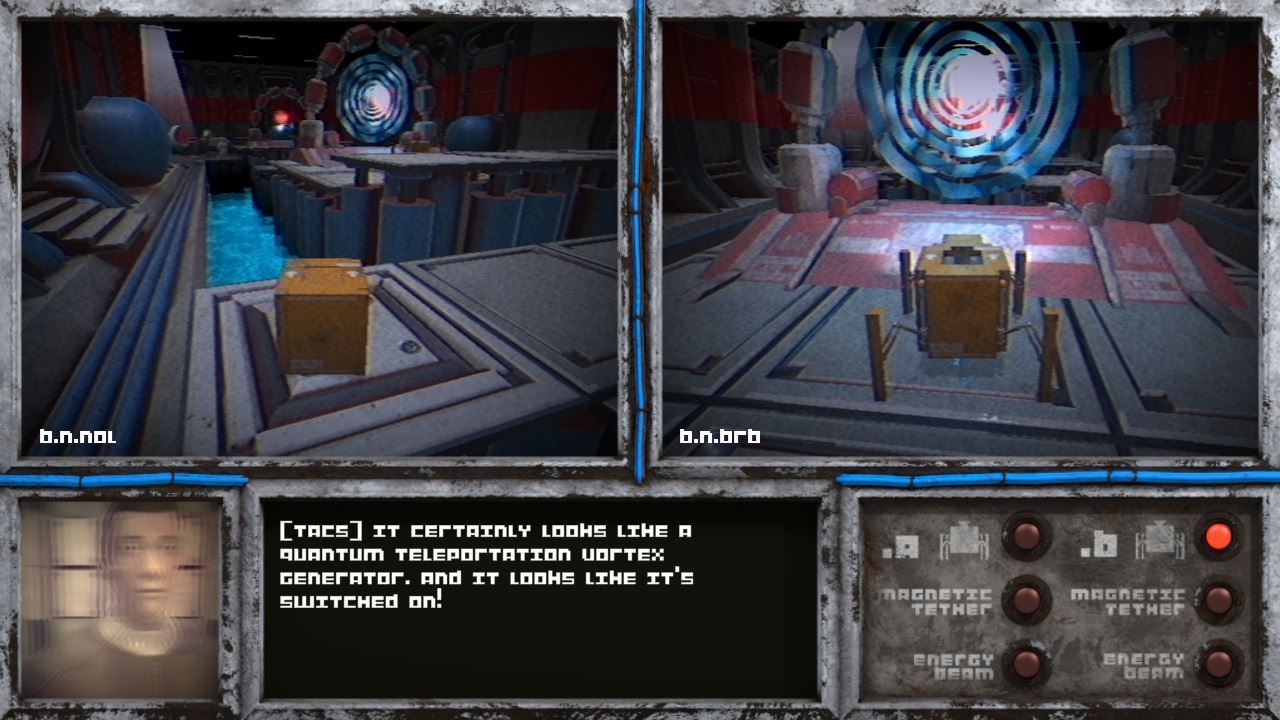 b.n.nol
b.n.brb
[TACS] IT CERTAINLY LOOKS LIKE A
QUANTUM TELEPORTATION VORTEX
GENERATOR. AND IT LOOKS LIKE IT'S
SWITCHED ON!
.a
.b
MAGNETIC
TETHER
MAGNETIC
TETHER
ENERGY
BEAM
ENERGY
BEAM